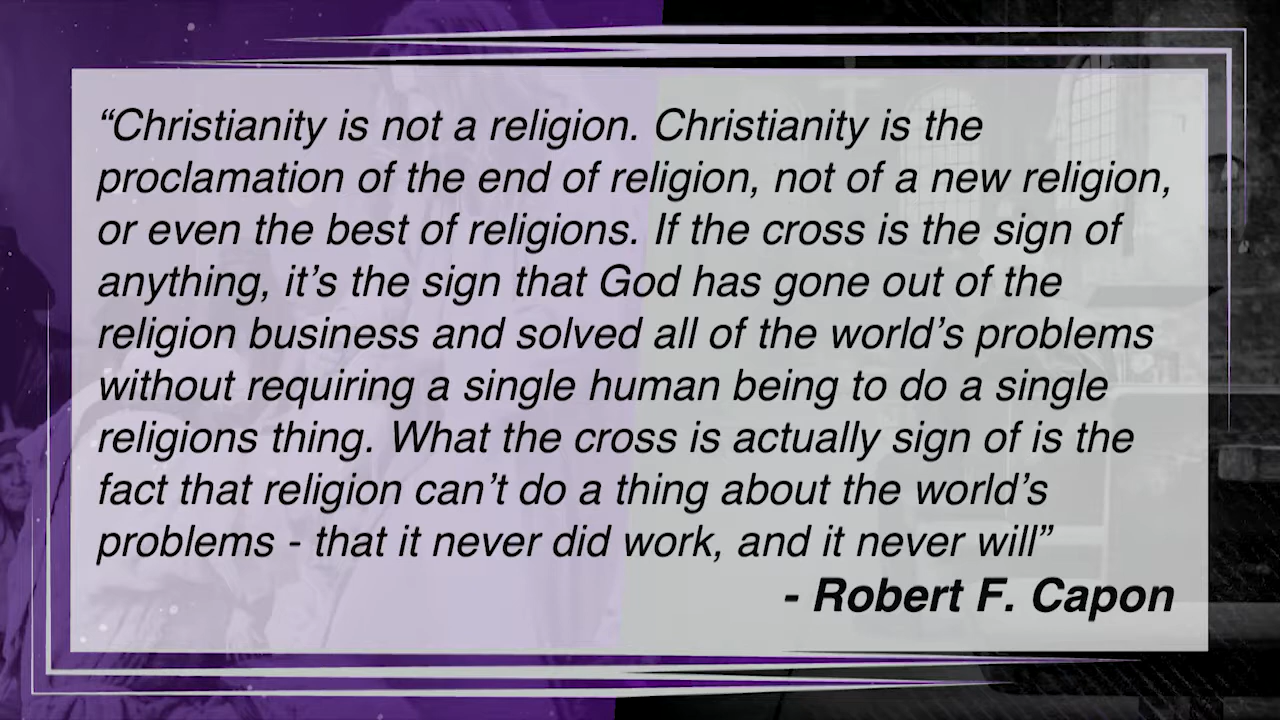 “Christianity is not a religion. Christianity is the
proclamation of the end of religion, not of a new religion,
or even the best of religions. If the cross is the sign of
anything, it’s the sign that God has gone out of the
religion business and solved all of the world’s problems
without requiring a single human being to do a single
religions thing. What the cross is actually sign of is the
fact that religion can’t do a thing about the world’s
problems - that it never did work, and it never will”
- Robert F. Capon